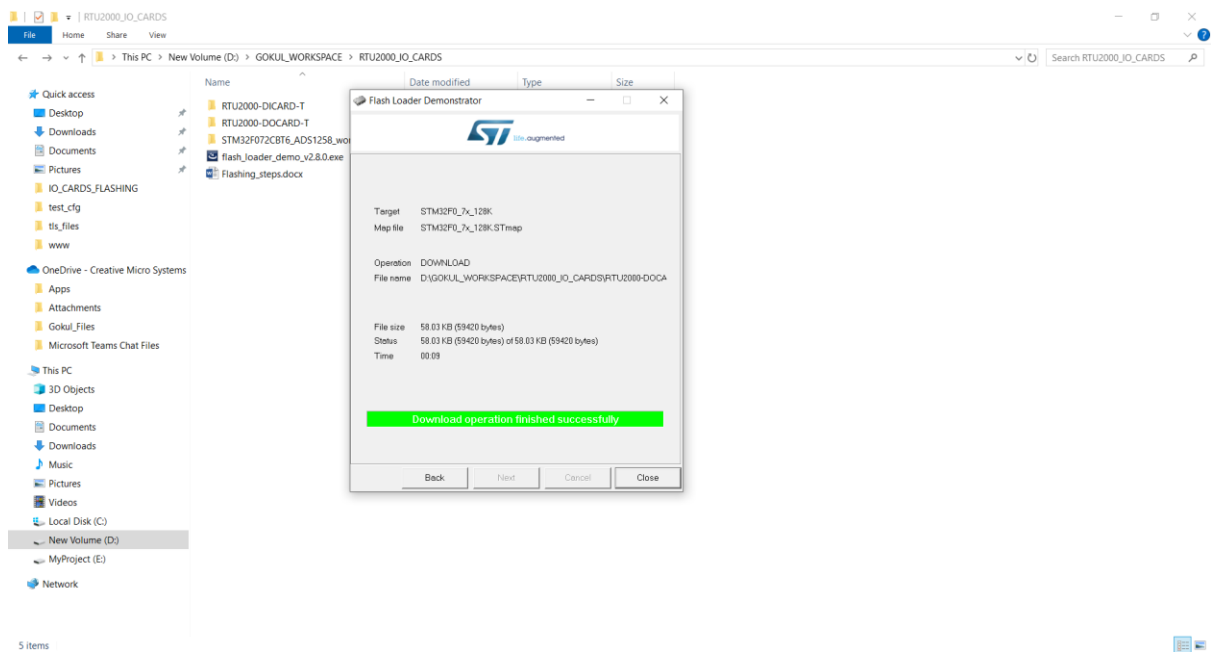 RTU2000_IO_CARDS
File Home Share View
This PC > New Volume (D:) > GOKUL_WORKSPACE > RTU2000_IO_CARDS
Search RTU2000_IO_CARDS
Name Date modified Type Size
Quick access
Desktop
Downloads
Documents
Pictures
IO_CARDS_FLASHING
test_cfg
tls_files
www
OneDrive - Creative Micro Systems
Apps
Attachments
Gokul_Files
Microsoft Teams Chat Files
This PC
3D Objects
Desktop
Documents
Downloads
Music
Pictures
Videos
Local Disk (C:)
New Volume (D:)
MyProject (E:)
Network
RTU2000-DICARD-T
RTU2000-DOCARD-T
STM32F072CBT6_ADS1258_wor
flash_loader_demo_v2.8.0.exe
Flashing_steps.docx
Flash Loader Demonstrator
ST life.augmented
Target STM32F0_7x_128K
Map file STM32F0_7x_128K.STmap
Operation DOWNLOAD
File name D:\GOKUL_WORKSPACE\RTU2000_IO_CARDS\RTU2000-DOCA
File size 58.03 KB (59420 bytes)
Status 58.03 KB (59420 bytes) of 58.03 KB (59420 bytes)
Time 00:09
Download operation finished successfully
Back Next Cancel Close
5 items